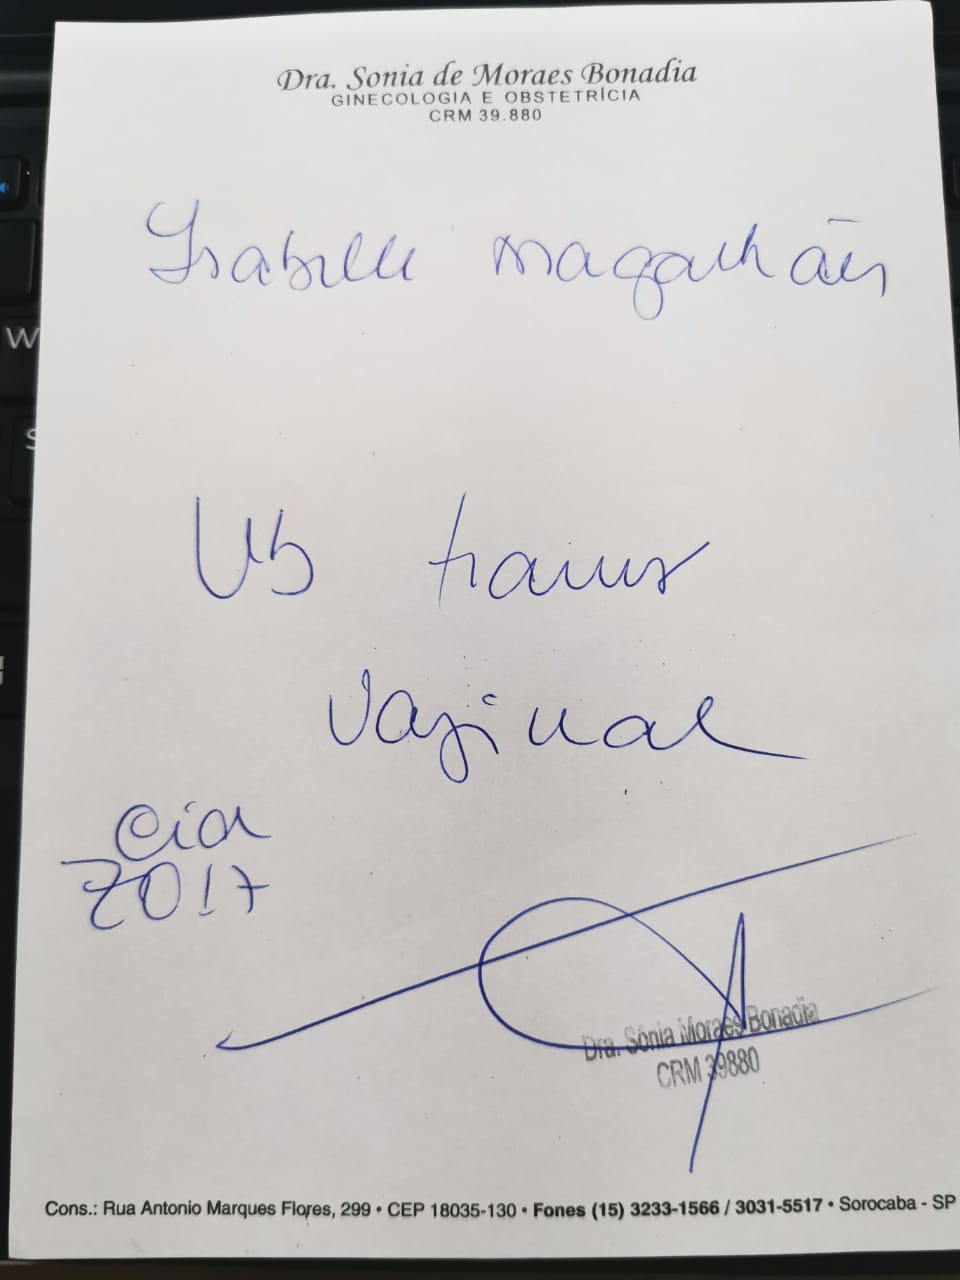 Dra. Sonia de Moraes Bonadia
GINECOLOGIA E OBSTETRÍCIA
CRM 39.880
Isabelle Magalhães
US trans
vaginal
Cid
Z017
Dra. Sônia Moraes Bonadia
CRM 39880
Cons.: Rua Antonio Marques Flores, 299 • CEP 18035-130 • Fones (15) 3233-1566 / 3031-5517 • Sorocaba - SP
W
S